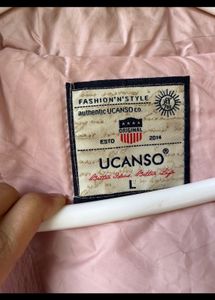 FASHION'N'STYLE
authentic UCANSO CO.
ORIGINAL
ESTD 2014
UCANSO®
L